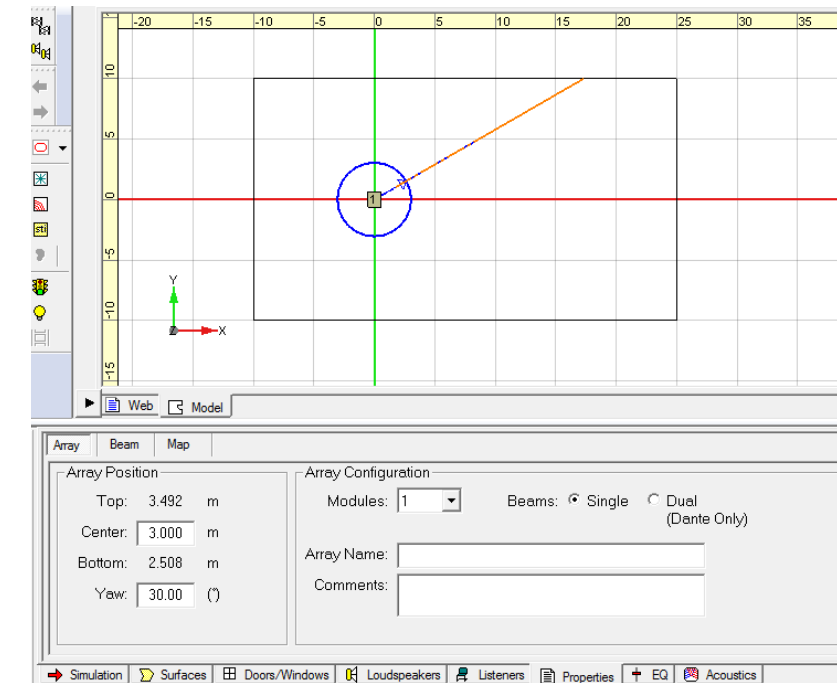 -20 -15 -10 -5 0 5 10 15 20 25 30 35
10
5
0
-5
-10
-15
sti
1
Y
Z X
Web Model
Array Beam Map
Array Position
Top: 3.492 m
Center: 3.000 m
Bottom: 2.508 m
Yaw: 30.00 (°)
Array Configuration
Modules: 1 Beams: Single Dual
(Dante Only)
Array Name:
Comments:
Simulation Surfaces Doors/Windows Loudspeakers Listeners Properties EQ Acoustics